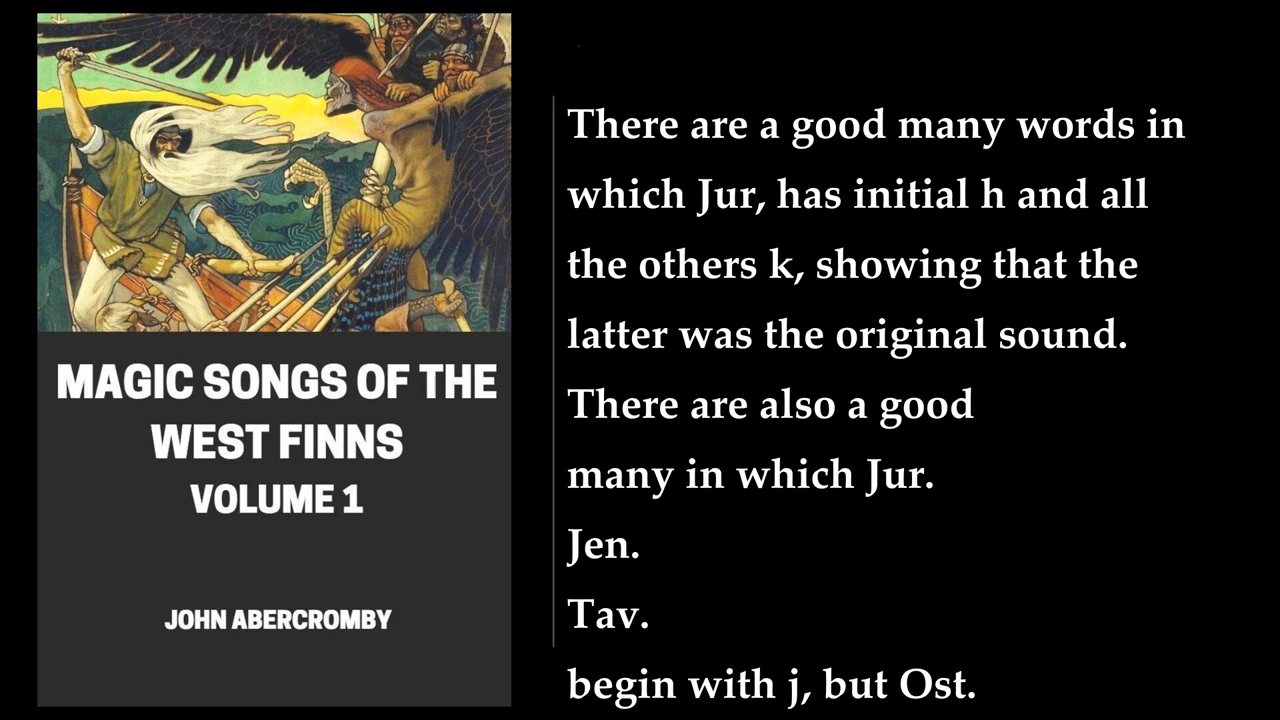 MAGIC SONGS OF THE
WEST FINNS
VOLUME 1
JOHN ABERCROMBY
There are a good many words in
which Jur, has initial h and all
the others k, showing that the
latter was the original sound.
There are also a good
many in which Jur.
Jen.
Tav.
begin with j, but Ost.